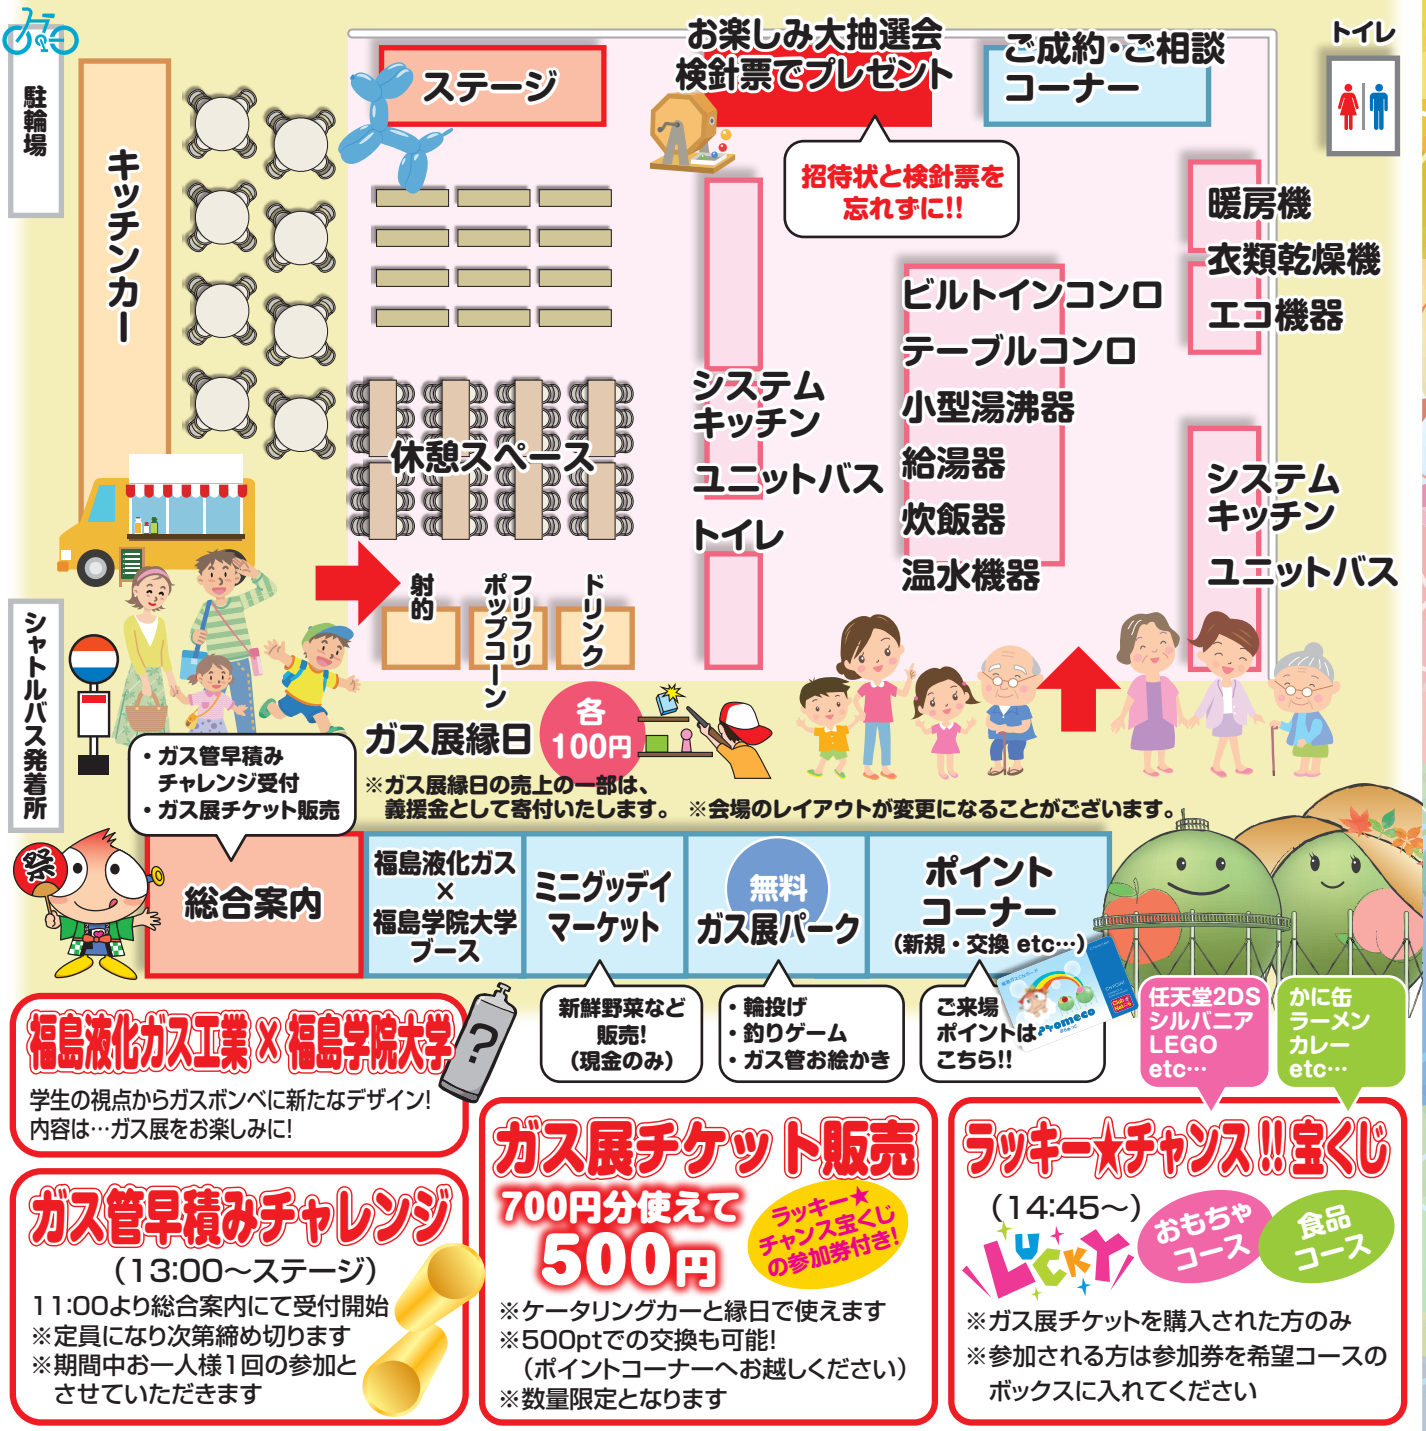 駐輪場
キッチンカー
ステージ
お楽しみ大抽選会
検針票でプレゼント
招待状と検針票を
忘れずに!!
ご成約・ご相談
コーナー
トイレ
暖房機
衣類乾燥機
エコ機器
ビルトインコンロ
テーブルコンロ
小型湯沸器
給湯器
炊飯器
温水機器
システム
キッチン
ユニットバス
トイレ
システム
キッチン
ユニットバス
休憩スペース
射的
フリフリ
ポップコーン
ドリンク
ガス展縁日
各
100円
※ガス展縁日の売上の一部は、
義援金として寄付いたします。 ※会場のレイアウトが変更になることがございます。
シャトルバス発着所
・ガス管早積み
チャレンジ受付
・ガス展チケット販売
祭
総合案内
福島液化ガス
×
福島学院大学
ブース
ミニグッデイ
マーケット
無料
ガス展パーク
ポイント
コーナー
(新規・交換 etc…)
新鮮野菜など
販売!
(現金のみ)
・輪投げ
・釣りゲーム
・ガス管お絵かき
ご来場
ポイントは
こちら!!
任天堂2DS
シルバニア
LEGO
etc…
かに缶
ラーメン
カレー
etc…
福島液化ガス工業×福島学院大学
?
学生の視点からガスボンベに新たなデザイン!
内容は…ガス展をお楽しみに!
ガス管早積みチャレンジ
(13:00〜ステージ)
11:00より総合案内にて受付開始
※定員になり次第締め切ります
※期間中お一人様1回の参加と
させていただきます
ガス展チケット販売
700円分使えて
500円
ラッキー★
チャンス宝くじ
の参加券付き!
※ケータリングカーと縁日で使えます
※500ptでの交換も可能!
(ポイントコーナーへお越しください)
※数量限定となります
ラッキー★チャンス!!宝くじ
(14:45〜)
LUCKY
おもちゃ
コース
食品
コース
※ガス展チケットを購入された方のみ
※参加される方は参加券を希望コースの
ボックスに入れてください